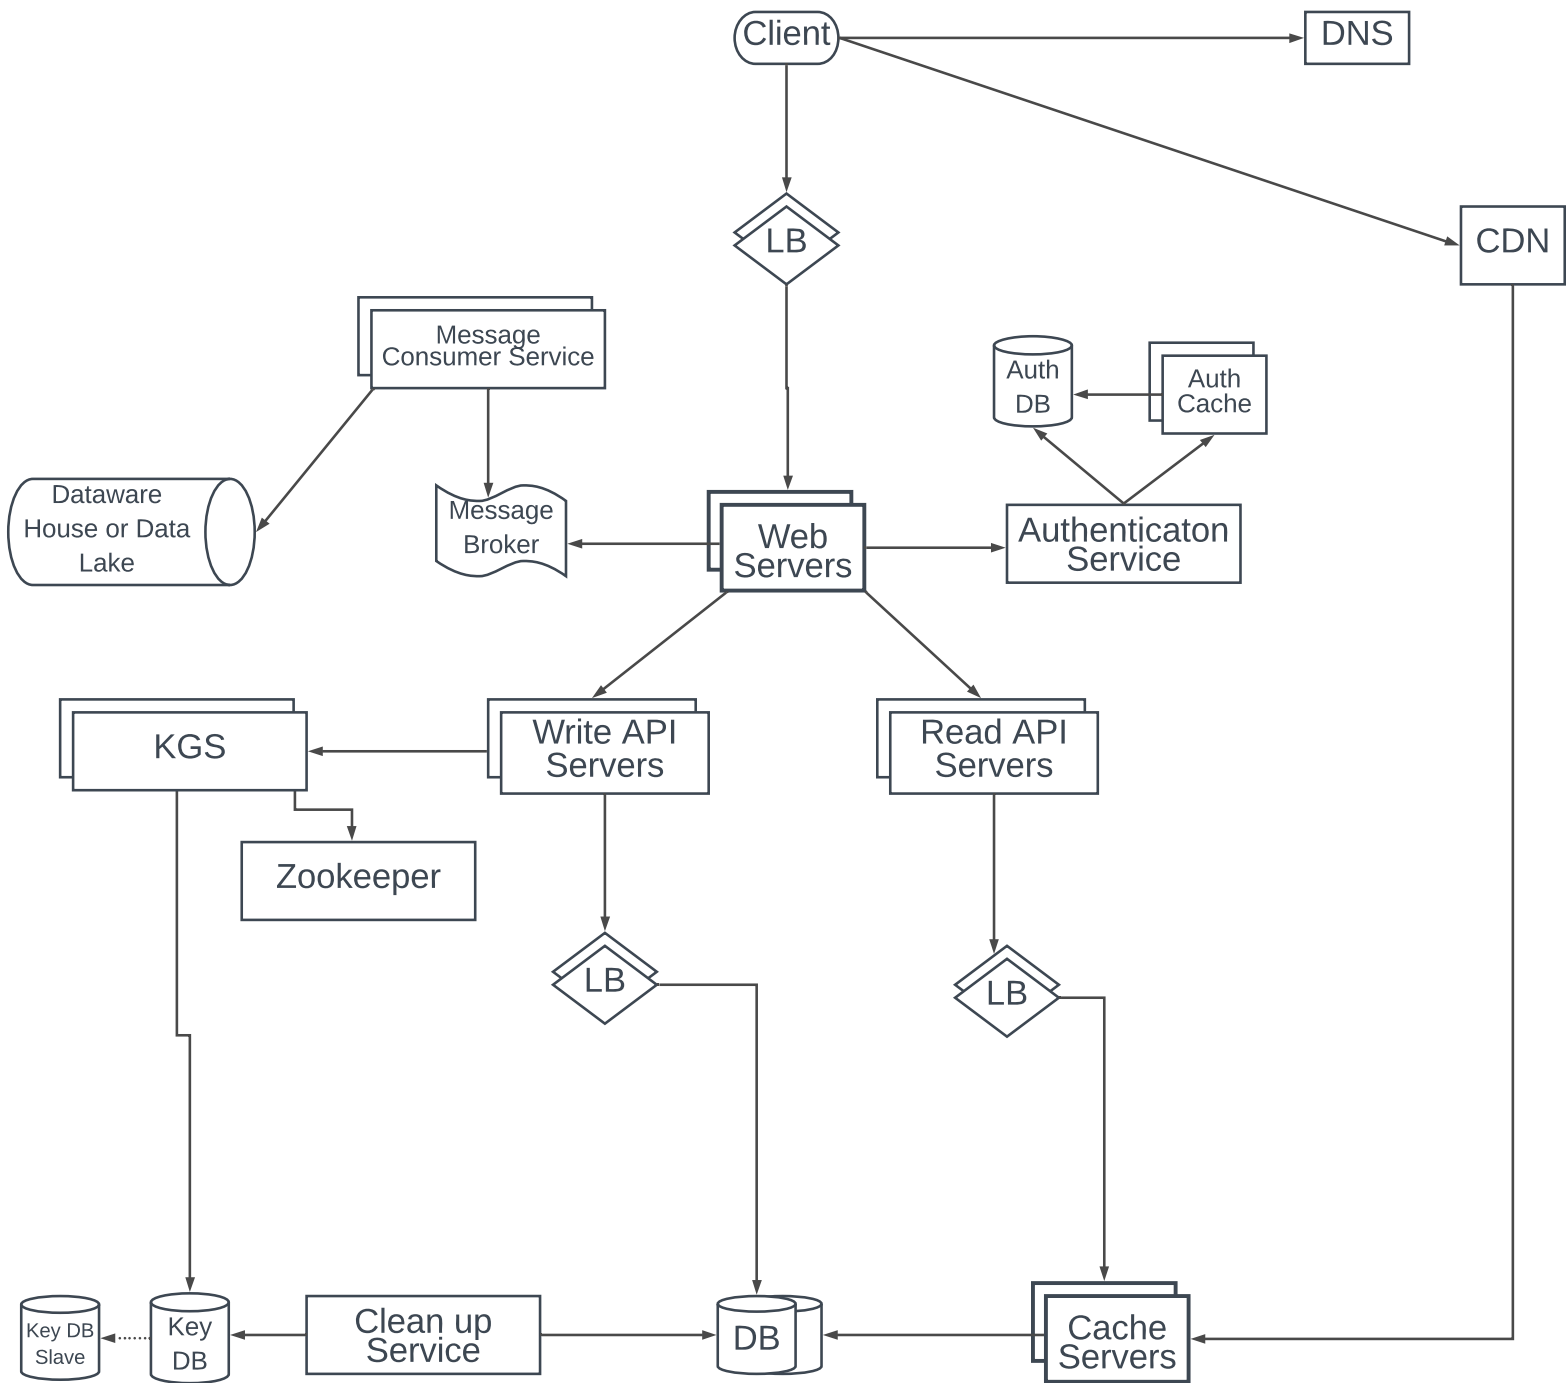 Client
DNS
LB
CDN
Message
Consumer Service
Auth
DB
Auth
Cache
Dataware
House or Data
Lake
Message
Broker
Web
Servers
Authenticaton
Service
KGS
Write API
Servers
Read API
Servers
Zookeeper
LB
LB
Key DB
Slave
Key
DB
Clean up
Service
DB
Cache
Servers